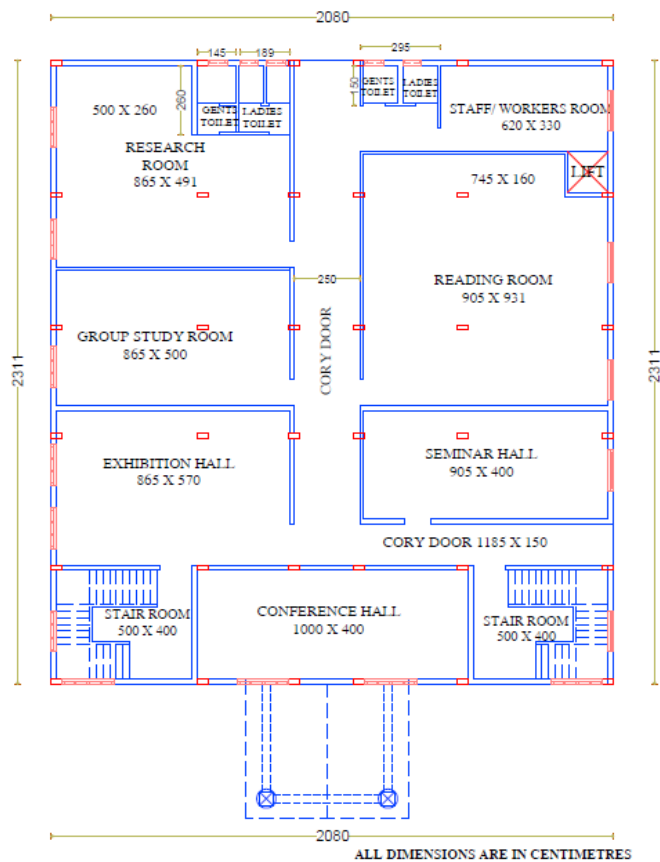 2080
145
189
295
500 X 260
260
GENTS
TOILET
LADIES
TOILET
150
GENTS
TOILET
LADIES
TOILET
STAFF/ WORKERS ROOM
620 X 330
RESEARCH
ROOM
865 X 491
745 X 160
LIFT
250
READING ROOM
905 X 931
CORY DOOR
GROUP STUDY ROOM
865 X 500
2311
2311
EXHIBITION HALL
865 X 570
SEMINAR HALL
905 X 400
CORY DOOR 1185 X 150
STAIR ROOM
500 X 400
CONFERENCE HALL
1000 X 400
STAIR ROOM
500 X 400
2080
ALL DIMENSIONS ARE IN CENTIMETRES